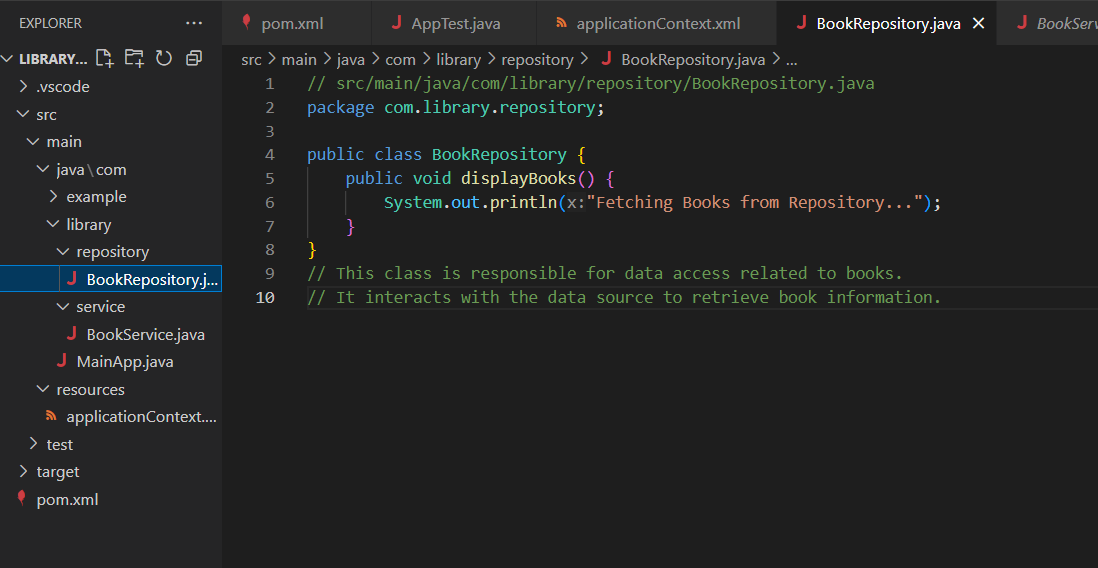 EXPLORER ...
pom.xml AppTest.java applicationContext.xml BookRepository.java BookServ
LIBRARY...
src > main > java > com > library > repository > BookRepository.java > ...
.vscode
src
main
java\com
example
library
repository
BookRepository.j...
service
BookService.java
MainApp.java
resources
applicationContext....
test
target
pom.xml
1 // src/main/java/com/library/repository/BookRepository.java
2 package com.library.repository;
3
4 public class BookRepository {
5 public void displayBooks() {
6 System.out.println(x:"Fetching Books from Repository...");
7 }
8 }
9 // This class is responsible for data access related to books.
10 // It interacts with the data source to retrieve book information.